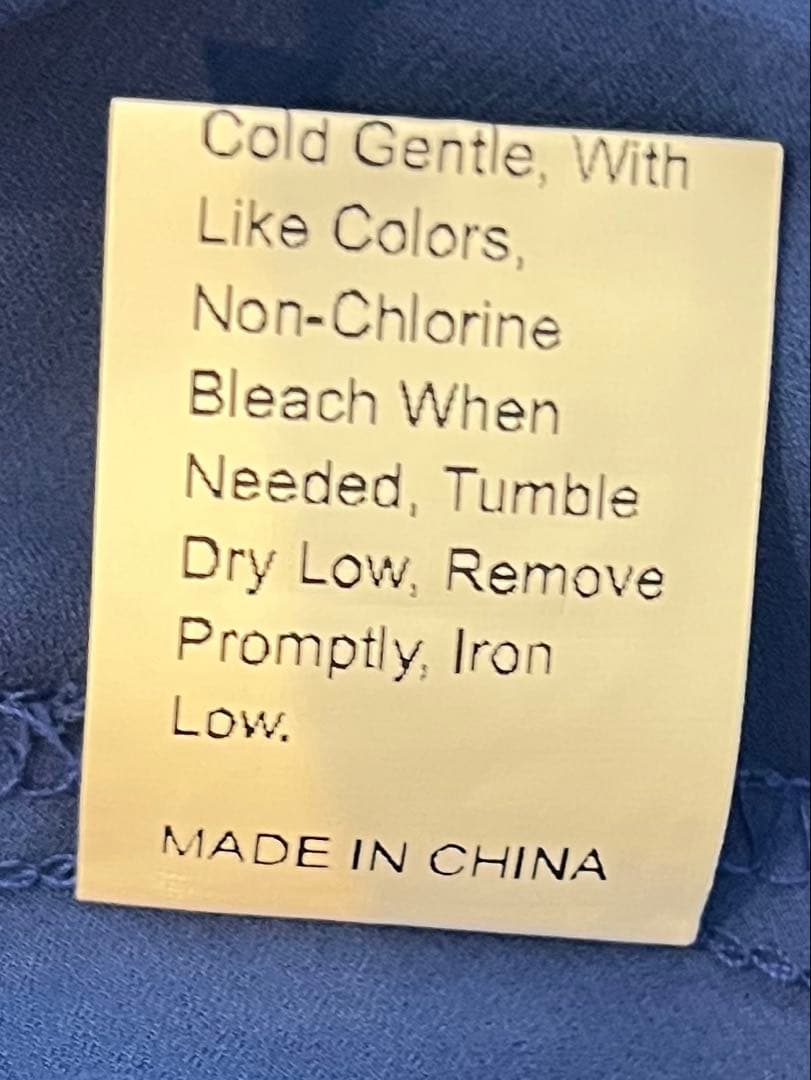 Cold Gentle, With
Like Colors,
Non-Chlorine
Bleach When
Needed, Tumble
Dry Low, Remove
Promptly, Iron
Low.
MADE IN CHINA